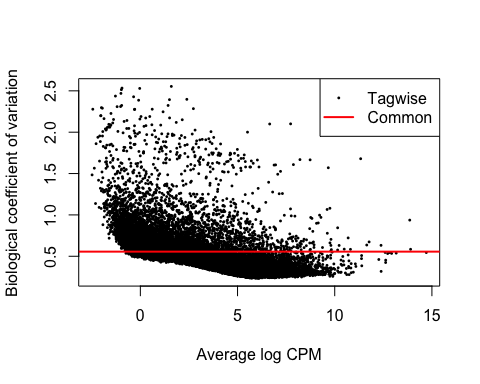 Biological coefficient of variation
2.5
2.0
1.5
1.0
0.5
Tagwise
Common
0 5 10 15
Average log CPM